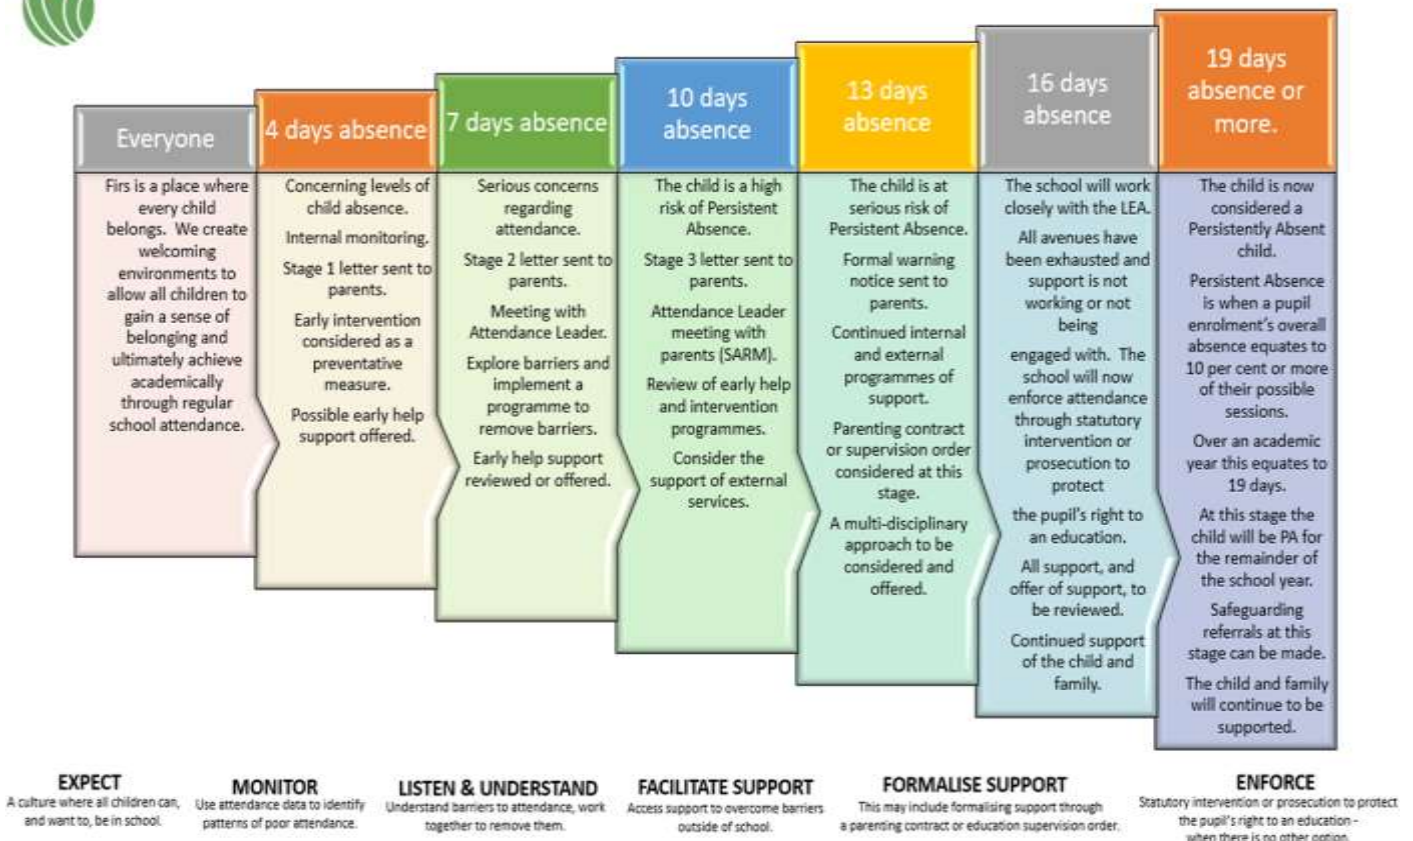 Everyone
Firs is a place where
every child
belongs. We create
welcoming
environments to
allow all children to
gain a sense of
belonging and
ultimately achieve
academically
through regular
school attendance.
4 days absence
Concerning levels of
child absence.
Internal monitoring.
Stage 1 letter sent to
parents.
Early intervention
considered as a
preventative
measure.
Possible early help
support offered.
7 days absence
Serious concerns
regarding
attendance.
Stage 2 letter sent to
parents.
Meeting with
Attendance Leader.
Explore barriers and
implement a
programme to
remove barriers.
Early help support
reviewed or offered.
10 days
absence
The child is a high
risk of Persistent
Absence.
Stage 3 letter sent to
parents.
Attendance Leader
meeting with
parents (SARM).
Review of early help
and intervention
programmes.
Consider the
support of external
services.
13 days
absence
The child is at
serious risk of
Persistent Absence.
Formal warning
notice sent to
parents.
Continued internal
and external
programmes of
support.
Parenting contract
or supervision order
considered at this
stage.
A multi-disciplinary
approach to be
considered and
offered.
16 days
absence
The school will work
closely with the LEA.
All avenues have
been exhausted and
support is not
working or not
being
engaged with. The
school will now
enforce attendance
through statutory
intervention or
prosecution to
protect
the pupil's right to
an education.
All support, and
offer of support, to
be reviewed.
Continued support
of the child and
family.
19 days
absence or
more.
The child is now
considered a
Persistently Absent
child.
Persistent Absence
is when a pupil
enrolment's overall
absence equates to
10 per cent or more
of their possible
sessions.
Over an academic
year this equates to
19 days.
At this stage the
child will be PA for
the remainder of
the school year.
Safeguarding
referrals at this
stage can be made.
The child and family
will continue to be
supported.
EXPECT
A culture where all children can,
and want to, be in school.
MONITOR
Use attendance data to identify
patterns of poor attendance.
LISTEN & UNDERSTAND
Understand barriers to attendance, work
together to remove them.
FACILITATE SUPPORT
Access support to overcome barriers
outside of school.
FORMALISE SUPPORT
This may include formalising support through
a parenting contract or education supervision order.
ENFORCE
Statutory intervention or prosecution to protect
the pupil's right to an education -
when there is no other option.